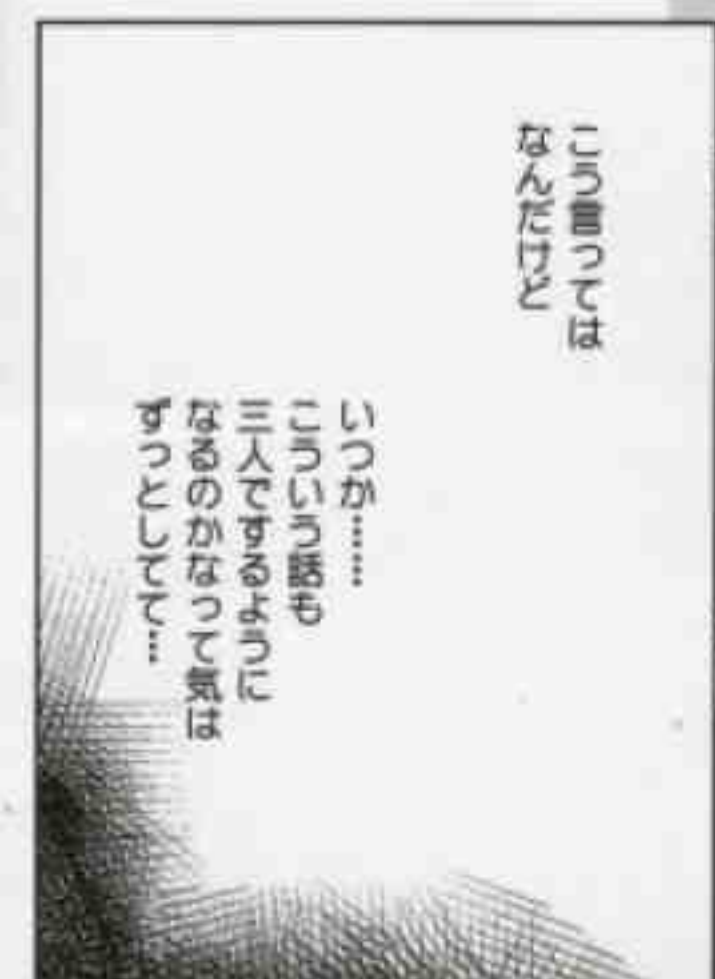 こう言っては
なんだけど
いつか……
こういう話も
三人でするように
なるのかなって気は
ずっとしてて…